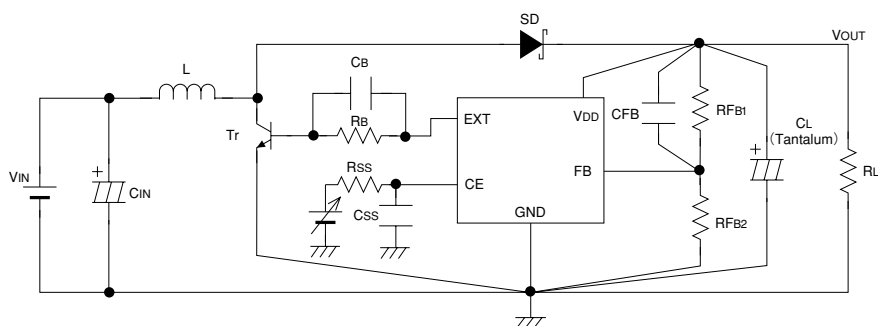 SD
VOUT
L
CB
Tr
RB
EXT
VDD
CFB
RFB1
CL
(Tantalum)
+
+
VIN
CIN
RSS
CE
FB
RL
CSS
GND
RFB2